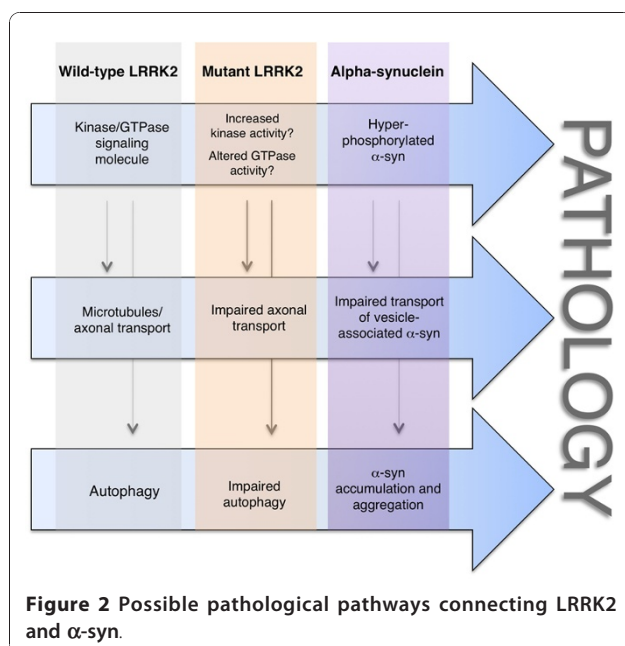 Wild-type LRRK2
Mutant LRRK2
Alpha-synuclein
Kinase/GTPase
signaling
molecule
Increased
kinase activity?
Altered GTPase
activity?
Hyper-
phosphorylated
α-syn
Microtubules/
axonal transport
Impaired axonal
transport
Impaired transport
of vesicle-
associated α-syn
Autophagy
Impaired
autophagy
α-syn
accumulation and
aggregation
PATHOLOGY
Figure 2 Possible pathological pathways connecting LRRK2
and α-syn.